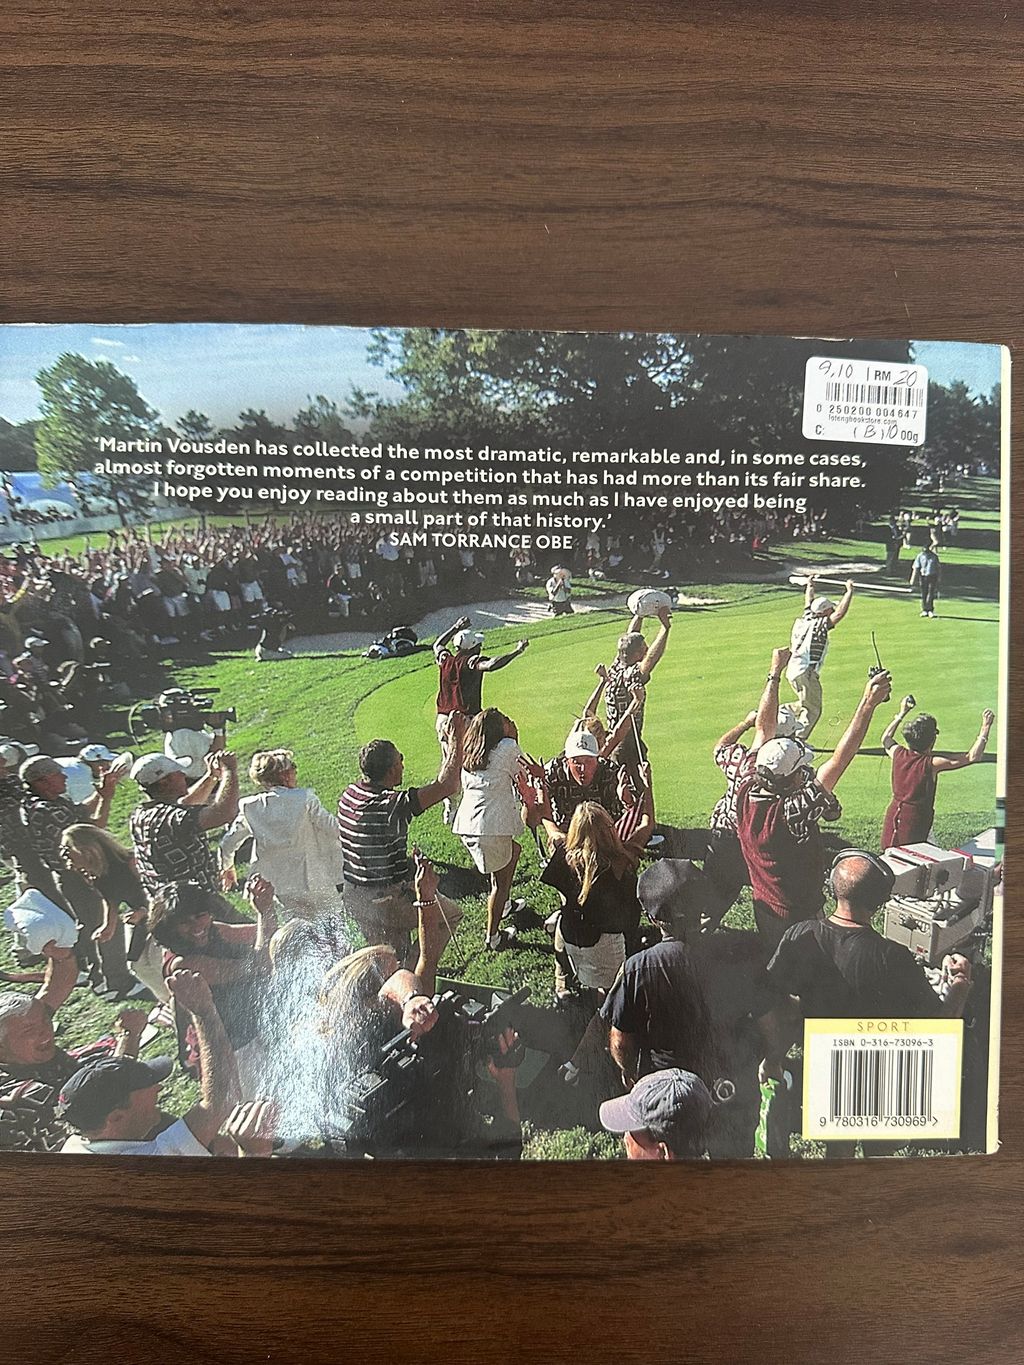 9.10 | RM 20
0 250200 004647
C: (B)10 00g
'Martin Vousden has collected the most dramatic, remarkable and, in some cases,
almost forgotten moments of a competition that has had more than its fair share.
I hope you enjoy reading about them as much as I have enjoyed being
a small part of that history.'
SAM TORRANCE OBE
SPORT
ISBN 0-316-73096-3
9 780316 730969 >